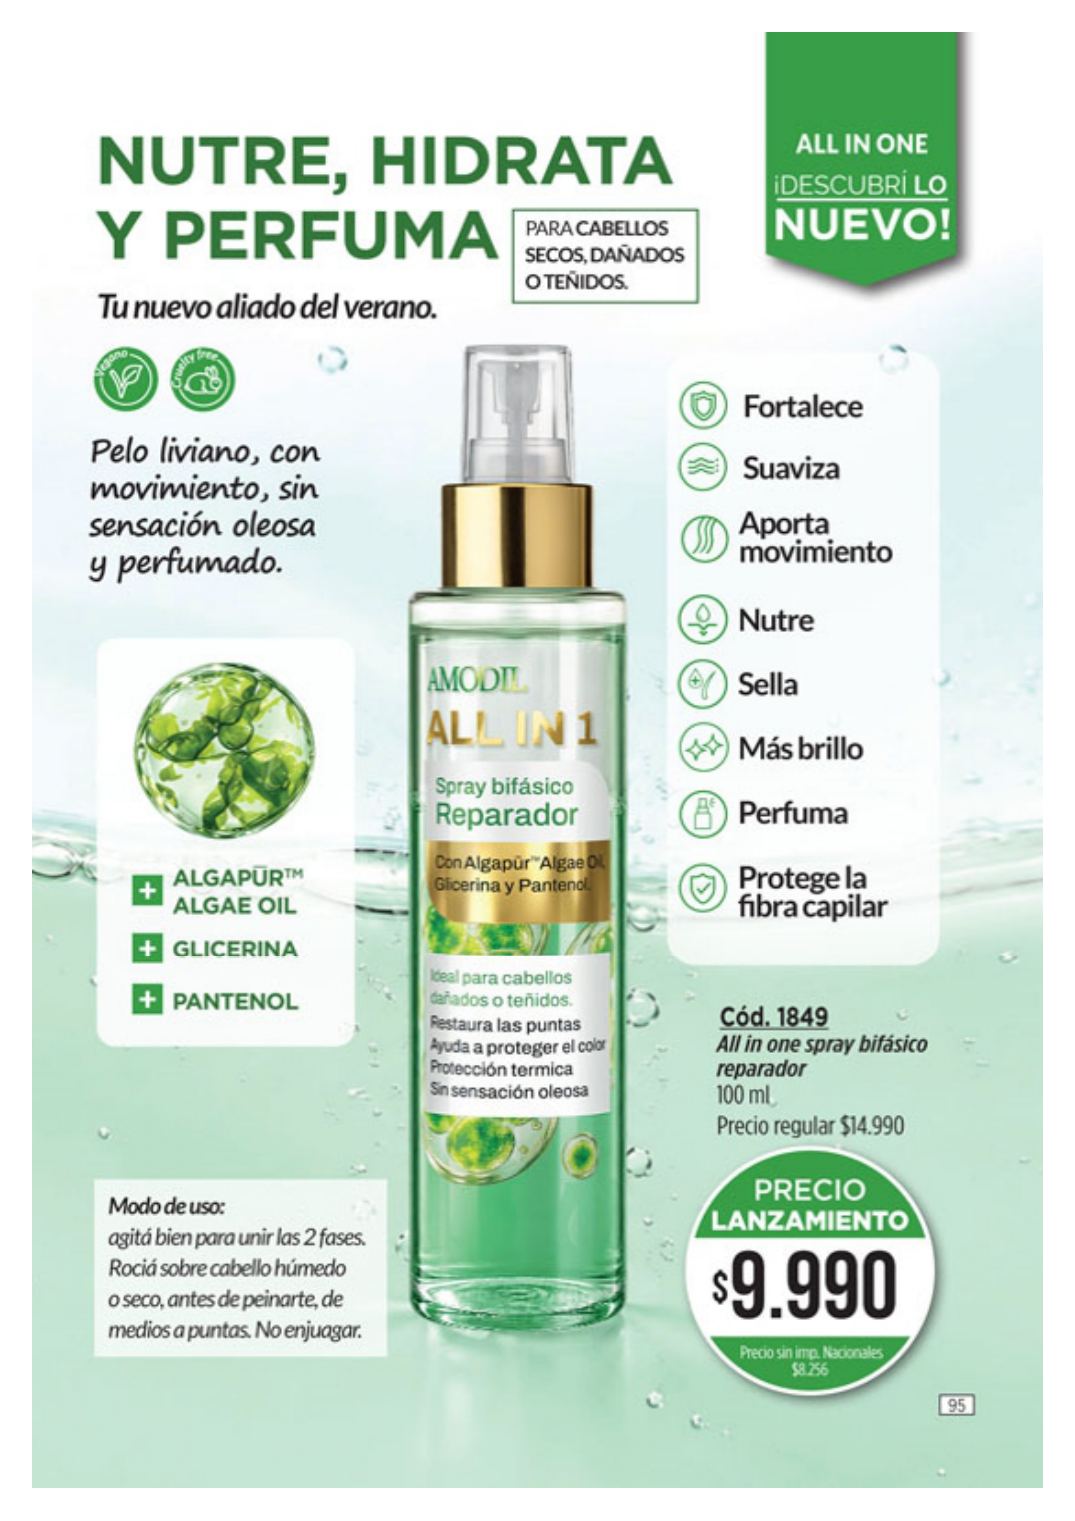 ALL IN ONE
¡DESCUBRÍ LO
NUEVO!
NUTRE, HIDRATA
Y PERFUMA
PARA CABELLOS
SECOS, DAÑADOS
O TEÑIDOS.
Tu nuevo aliado del verano.
Vegano
Cruelty free
Pelo liviano, con
movimiento, sin
sensación oleosa
y perfumado.
ALGAPŪR™
ALGAE OIL
GLICERINA
PANTENOL
AMODIL
ALL IN 1
Spray bifásico
Reparador
Con Algapūr™Algae Oil,
Glicerina y Pantenol.
Ideal para cabellos
dañados o teñidos.
Restaura las puntas
Ayuda a proteger el color
Protección termica
Sin sensación oleosa
Fortalece
Suaviza
Aporta
movimiento
Nutre
Sella
Más brillo
Perfuma
Protege la
fibra capilar
Cód. 1849
All in one spray bifásico
reparador
100 ml
Precio regular $14.990
PRECIO
LANZAMIENTO
$9.990
Precio sin imp. Nacionales
$8.256
Modo de uso:
agitá bien para unir las 2 fases.
Rociá sobre cabello húmedo
o seco, antes de peinarte, de
medios a puntas. No enjuagar.
95